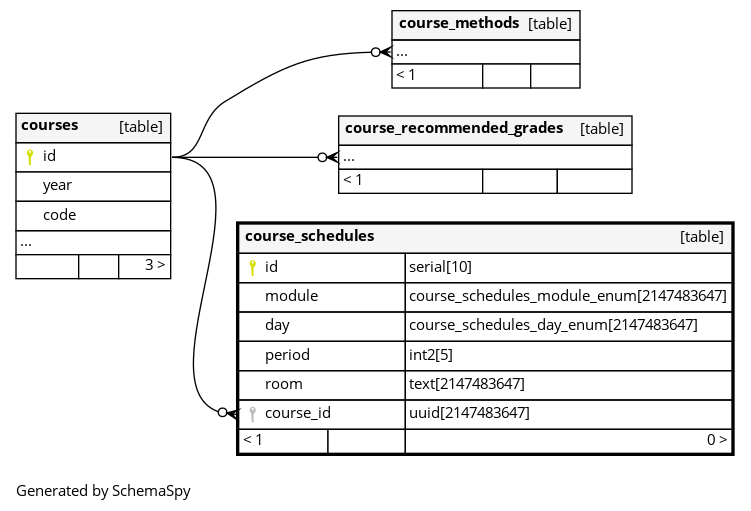 course_methods [table]
...
< 1
courses [table]
id
year
code
...
3 >
course_recommended_grades [table]
...
< 1
course_schedules [table]
id serial[10]
module course_schedules_module_enum[2147483647]
day course_schedules_day_enum[2147483647]
period int2[5]
room text[2147483647]
course_id uuid[2147483647]
< 1 0 >
Generated by SchemaSpy